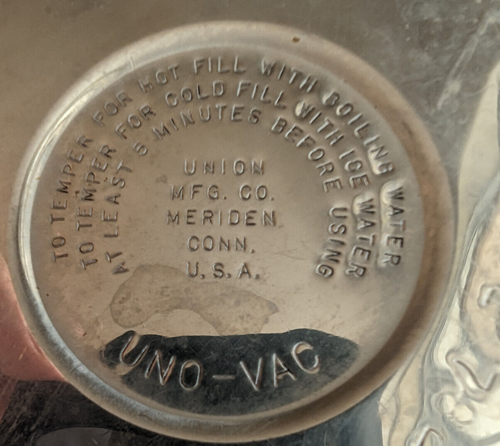 TO TEMPER FOR HOT FILL WITH BOILING WATER
TO TEMPER FOR COLD FILL WITH ICE WATER
AT LEAST 5 MINUTES BEFORE USING
UNION
MFG. CO.
MERIDEN
CONN.
U.S.A.
UNO-VAC